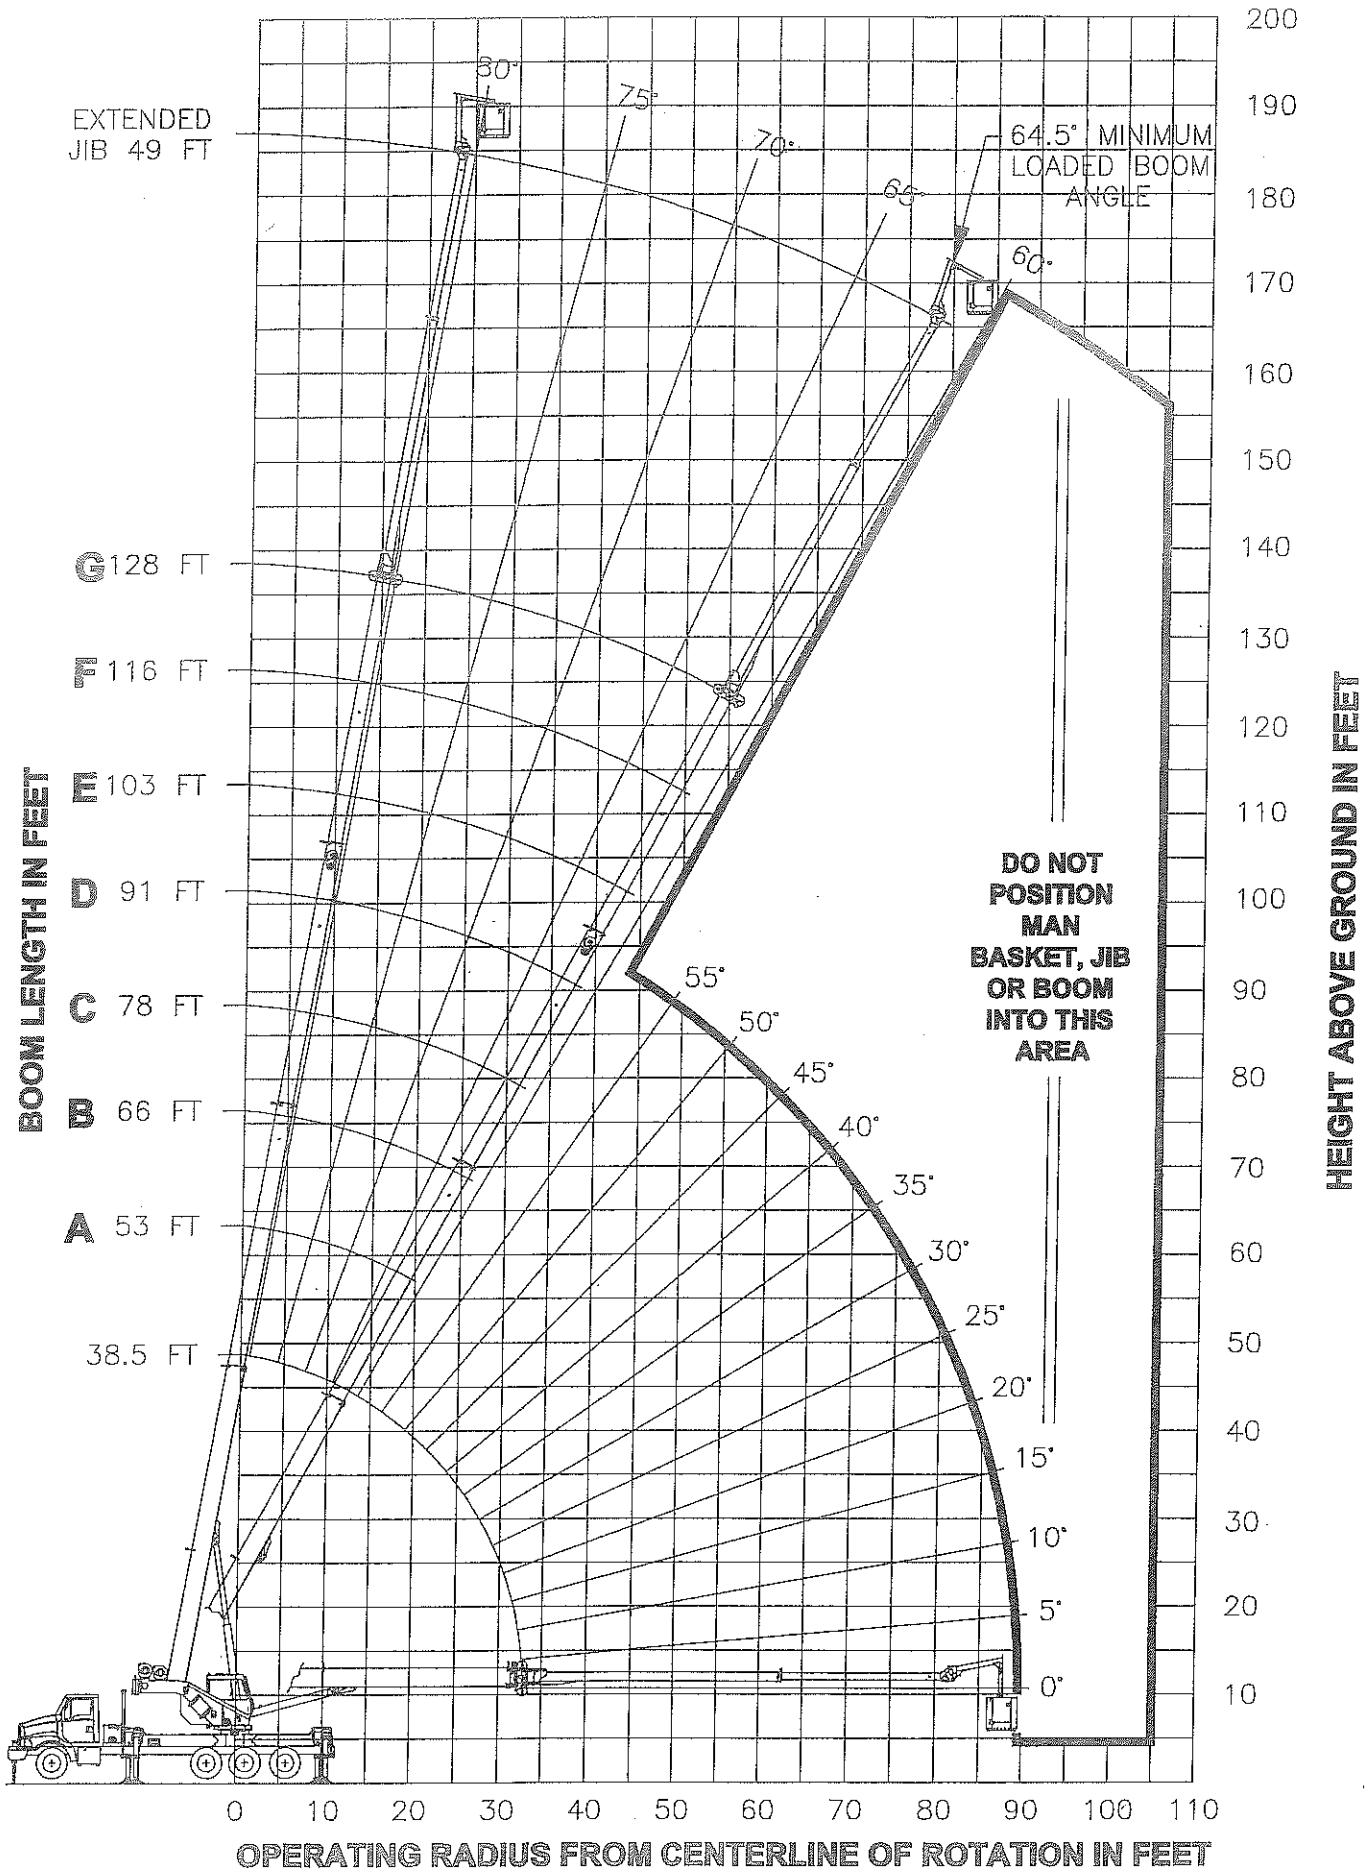 200
80°
75°
EXTENDED
JIB 49 FT
190
70°
64.5° MINIMUM
LOADED BOOM
ANGLE
65°
180
60°
170
160
150
140
G 128 FT
130
F 116 FT
120
E 103 FT
110
D 91 FT
100
C 78 FT
90
B 66 FT
80
A 53 FT
70
38.5 FT
60
50
40
30
20
10
BOOM LENGTH IN FEET
HEIGHT ABOVE GROUND IN FEET
DO NOT
POSITION
MAN
BASKET, JIB
OR BOOM
INTO THIS
AREA
55°
50°
45°
40°
35°
30°
25°
20°
15°
10°
5°
0°
0 10 20 30 40 50 60 70 80 90 100 110
OPERATING RADIUS FROM CENTERLINE OF ROTATION IN FEET